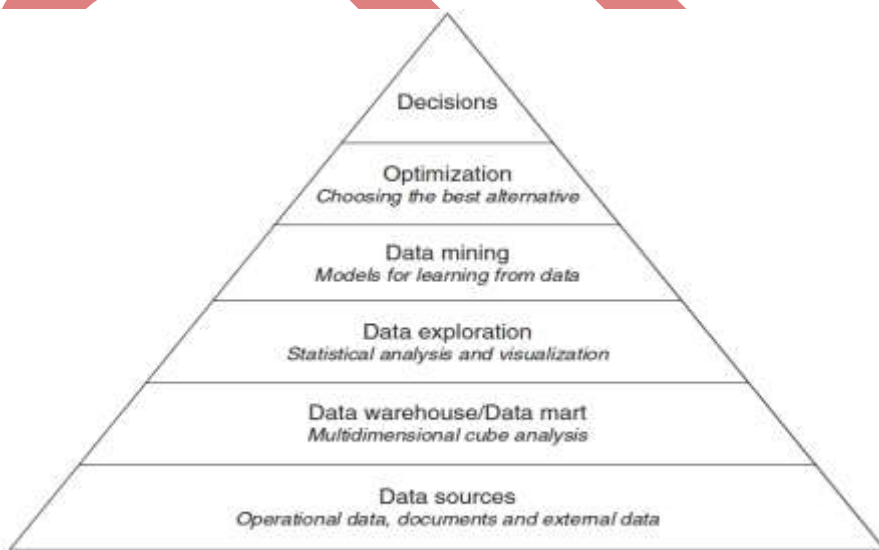 Decisions
Optimization
Choosing the best alternative
Data mining
Models for learning from data
Data exploration
Statistical analysis and visualization
Data warehouse/Data mart
Multidimensional cube analysis
Data sources
Operational data, documents and external data